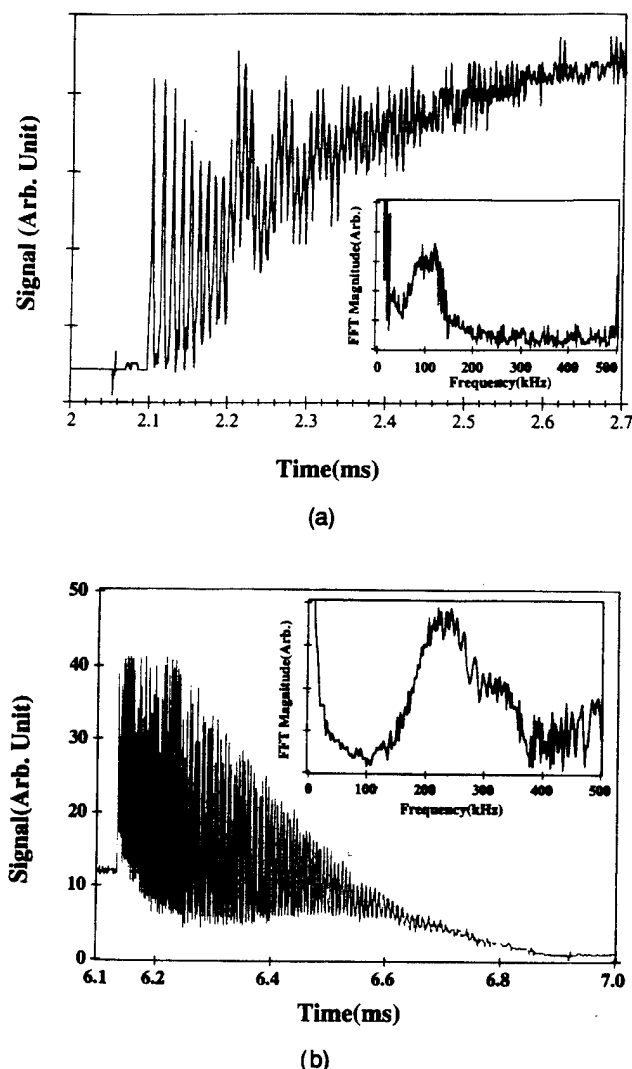 Signal (Arb. Unit)
FFT Magnitude(Arb.)
0 100 200 300 400 500
Frequency(kHz)
2 2.1 2.2 2.3 2.4 2.5 2.6 2.7
Time(ms)
(a)
50
40
30
20
10
0
Signal(Arb. Unit)
FFT Magnitude(Arb.)
0 100 200 300 400 500
Frequency(kHz)
6.1 6.2 6.4 6.6 6.8 7.0
Time(ms)
(b)